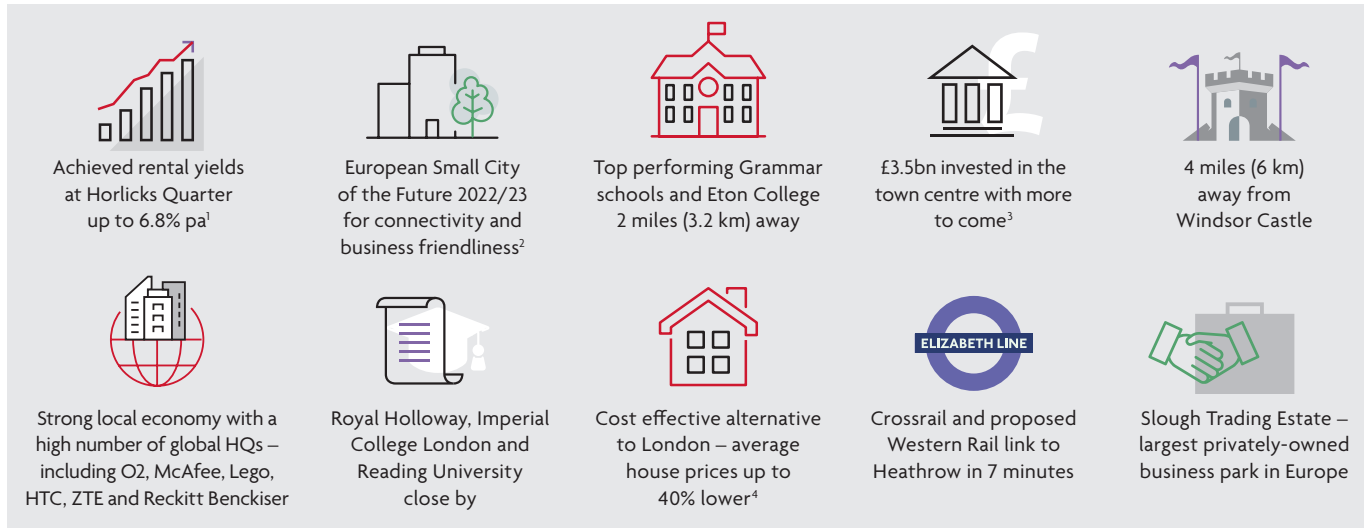 Achieved rental yields
at Horlicks Quarter
up to 6.8% pa¹
European Small City
of the Future 2022/23
for connectivity and
business friendliness²
Top performing Grammar
schools and Eton College
2 miles (3.2 km) away
£
£3.5bn invested in the
town centre with more
to come³
4 miles (6 km)
away from
Windsor Castle
Strong local economy with a
high number of global HQs –
including O2, McAfee, Lego,
HTC, ZTE and Reckitt Benckiser
Royal Holloway, Imperial
College London and
Reading University
close by
Cost effective alternative
to London – average
house prices up to
40% lower⁴
ELIZABETH LINE
Crossrail and proposed
Western Rail link to
Heathrow in 7 minutes
Slough Trading Estate –
largest privately-owned
business park in Europe